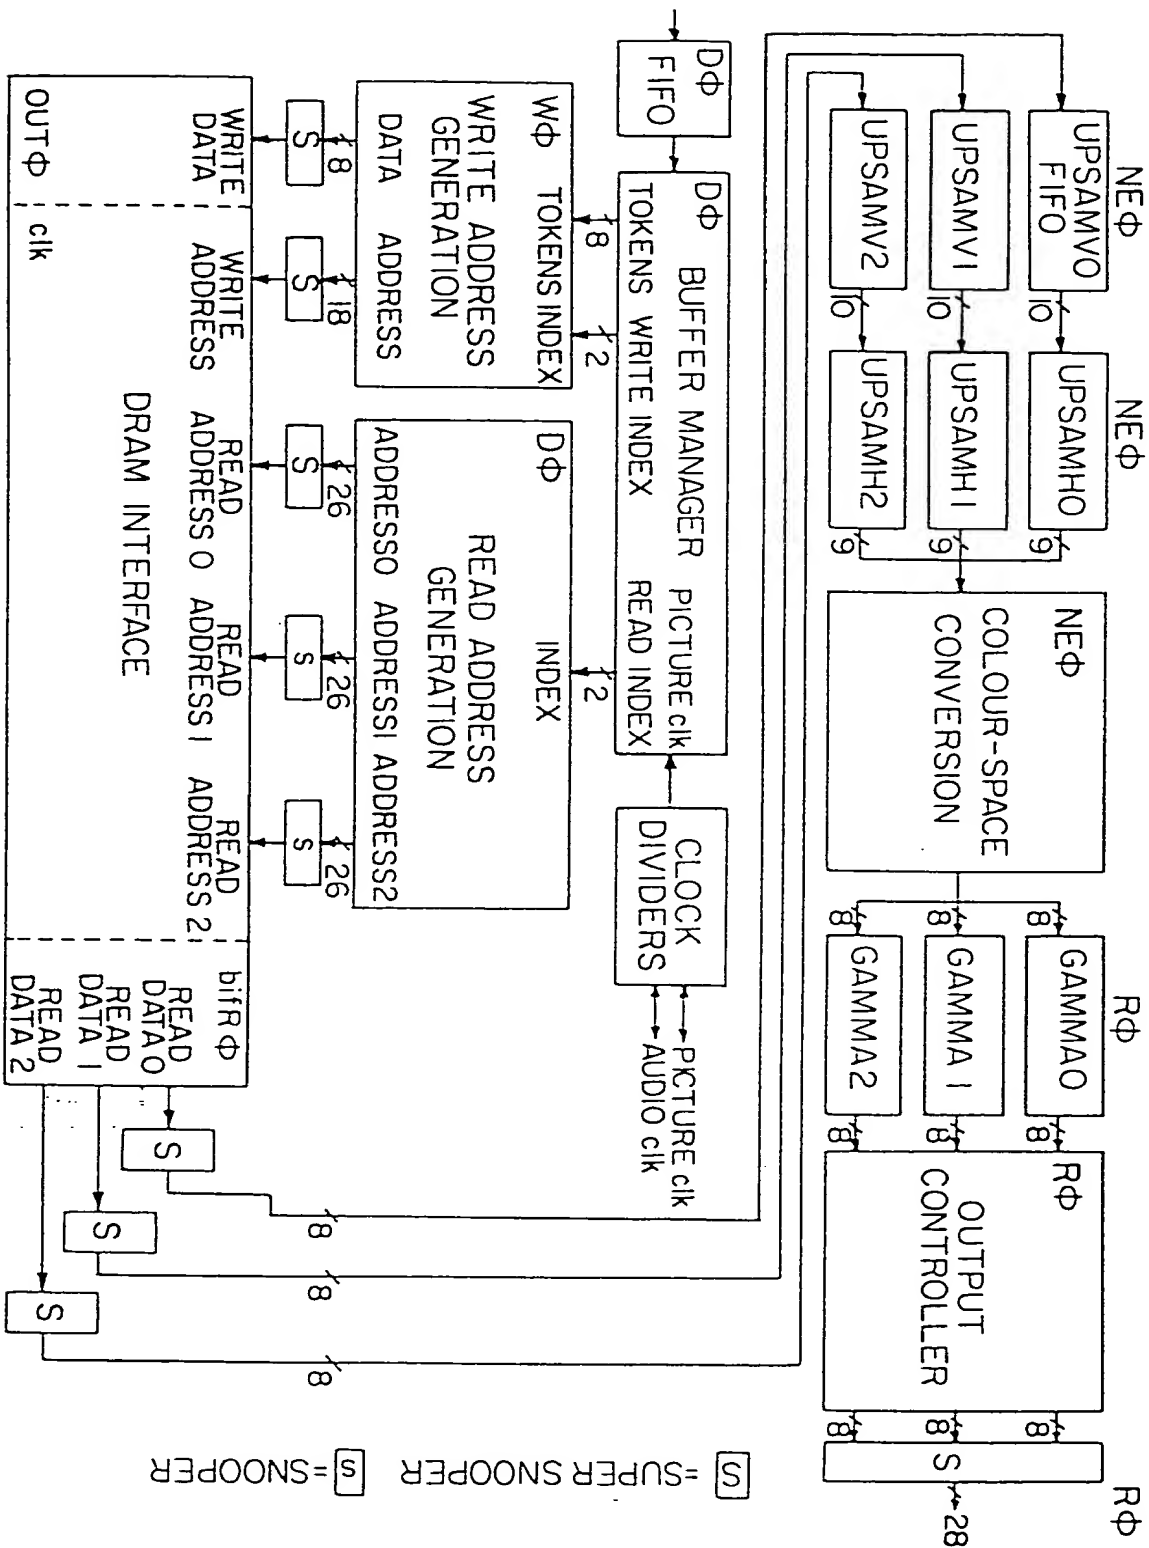 NEΦ
NEΦ
RΦ
RΦ
UPSAMV0
FIFO
10
UPSAMH0
9
8
GAMMA0
8
8
UPSAMV1
10
UPSAMH1
9
NEΦ
COLOUR-SPACE
CONVERSION
8
GAMMA 1
8
RΦ
OUTPUT
CONTROLLER
8
S
28
UPSAMV2
10
UPSAMH2
9
8
GAMMA2
8
8
DΦ
FIFO
DΦ
BUFFER MANAGER
PICTURE clk
TOKENS WRITE INDEX
READ INDEX
CLOCK
DIVIDERS
PICTURE clk
AUDIO clk
8
2
2
WΦ TOKENS INDEX
WRITE ADDRESS
GENERATION
DATA ADDRESS
DΦ
INDEX
READ ADDRESS
GENERATION
ADDRESS0 ADDRESS1 ADDRESS2
8
18
26
26
26
S
S
S
s
s
8
8
8
WRITE
DATA
WRITE
ADDRESS
READ
ADDRESS 0
READ
ADDRESS 1
READ
ADDRESS 2
bifRΦ
DRAM INTERFACE
OUTΦ
clk
READ
DATA 0
READ
DATA 1
READ
DATA 2
S
S
S
S =SUPER SNOOPER
s =SNOOPER